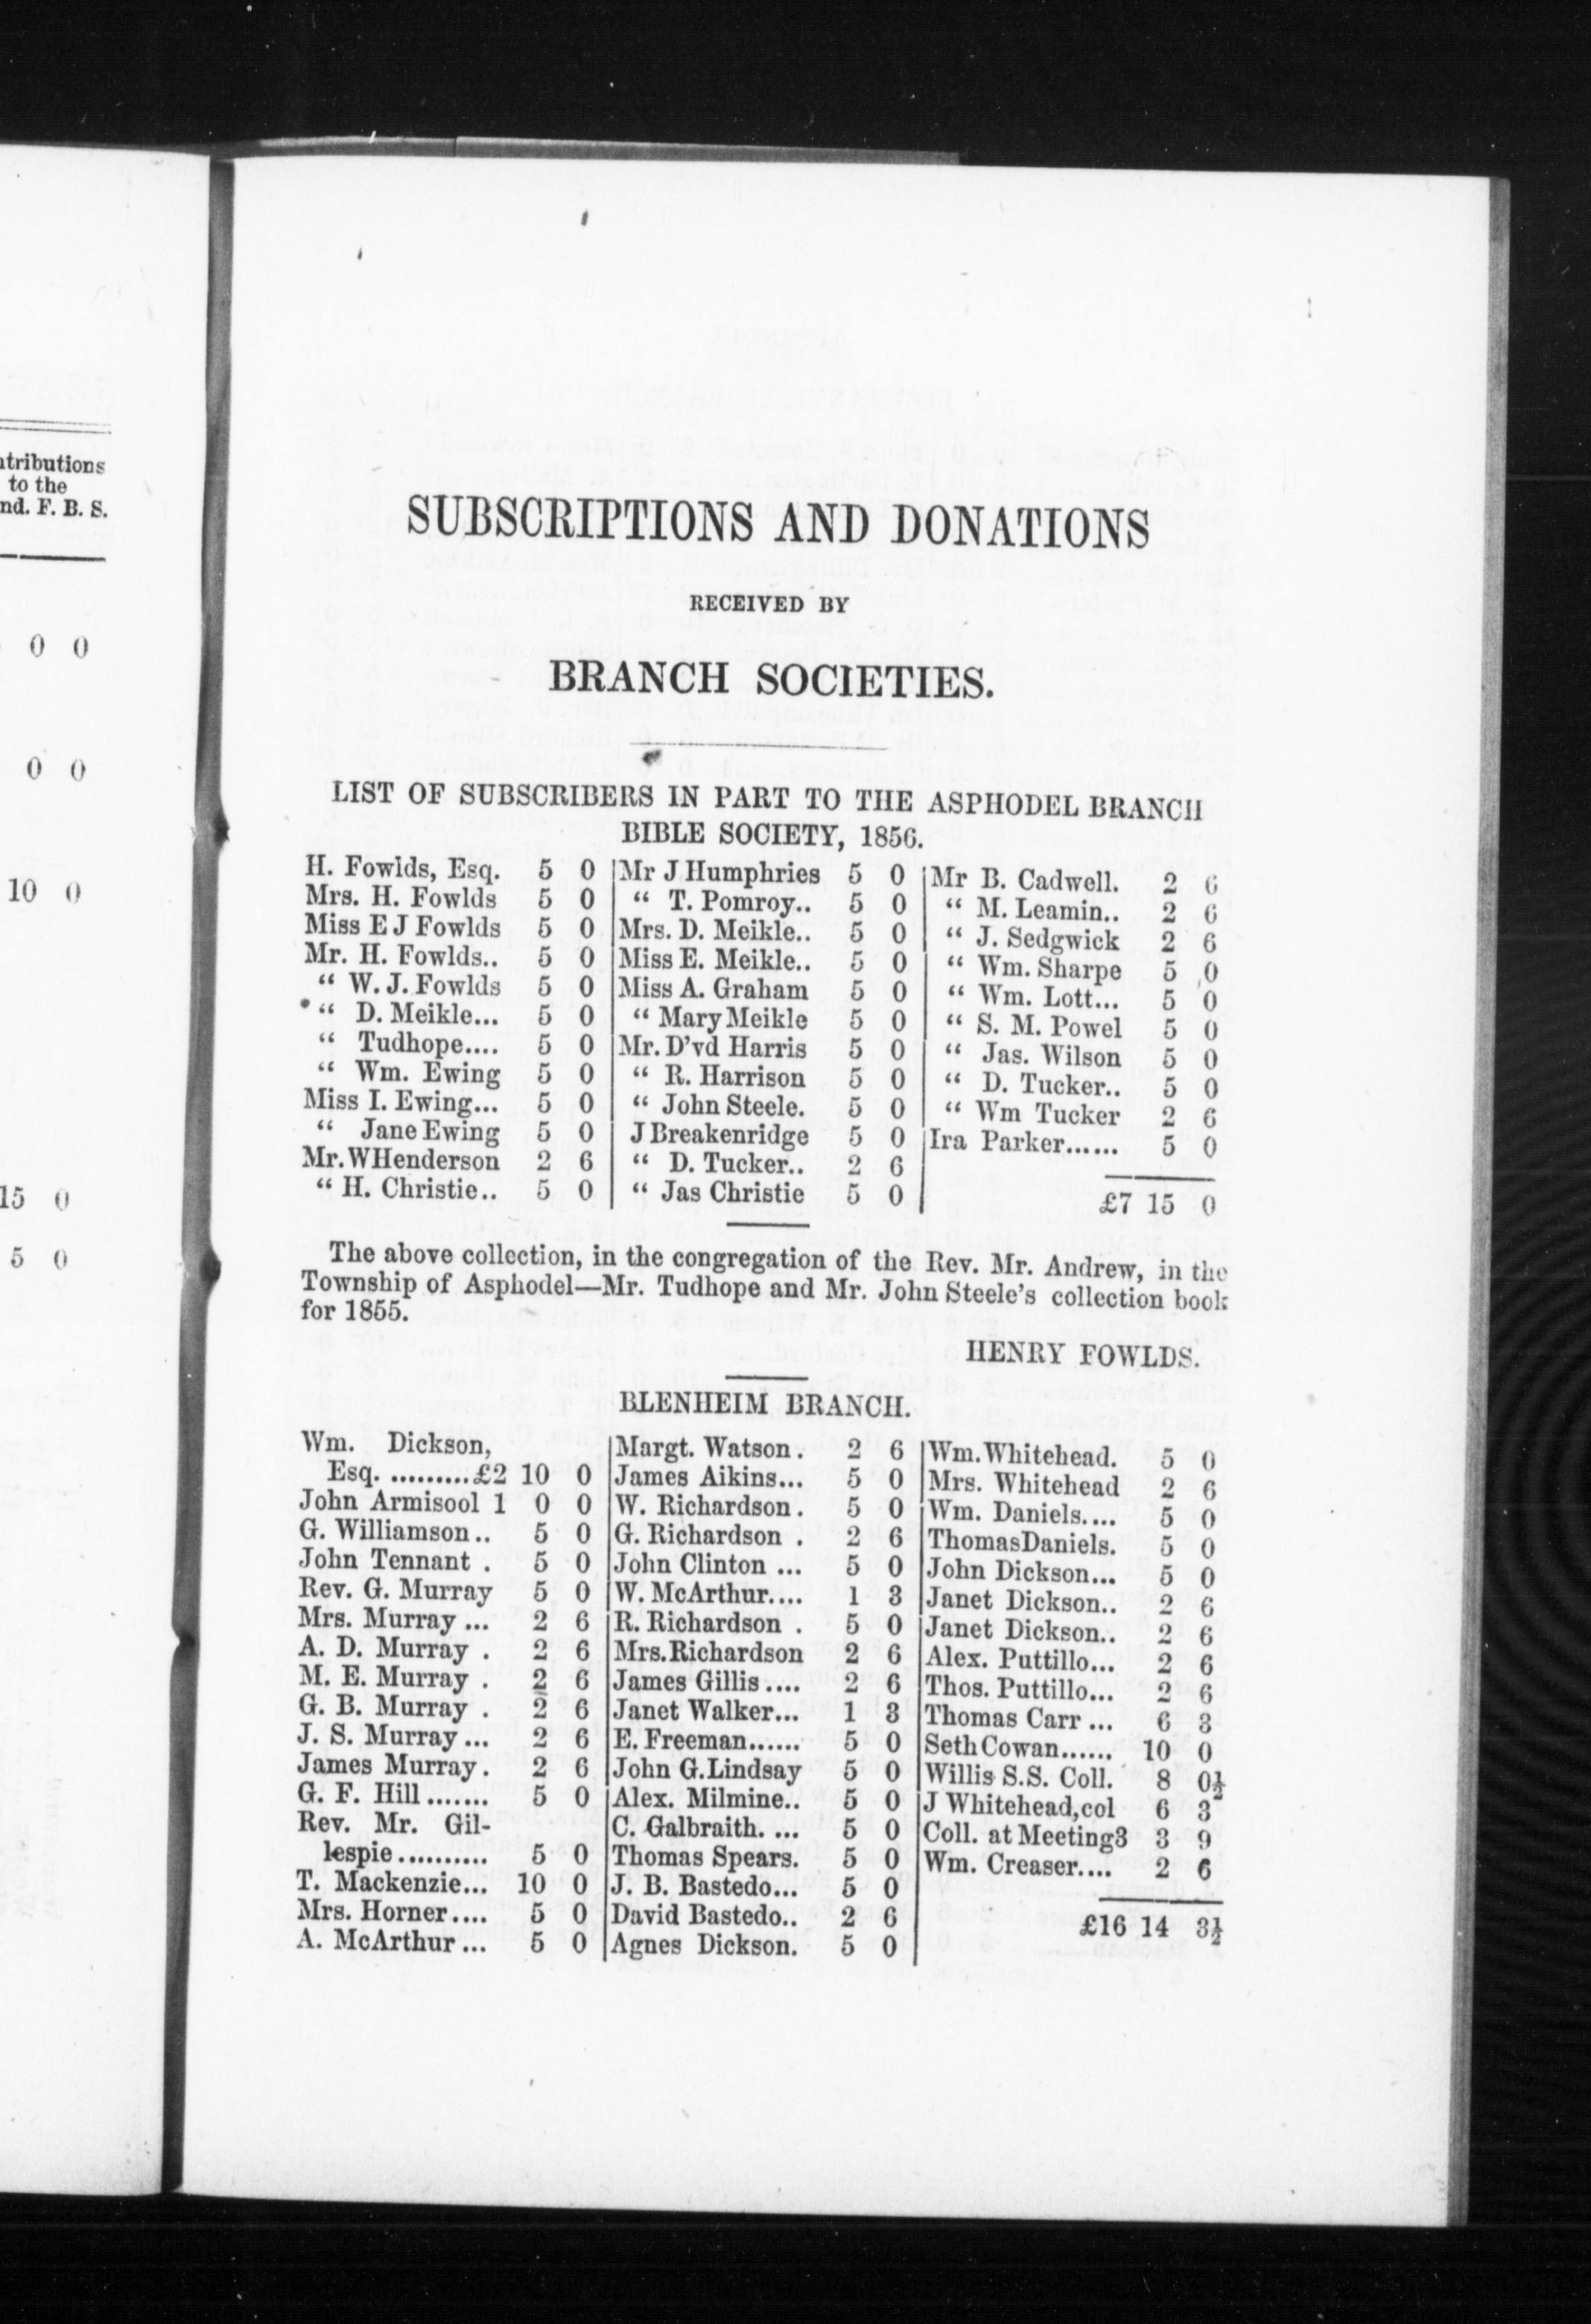 tributions
to the
nd. F. B. S.
0 0
0 0
10 0
15 0
5 0
SUBSCRIPTIONS AND DONATIONS
RECEIVED BY
BRANCH SOCIETIES.
LIST OF SUBSCRIBERS IN PART TO THE ASPHODEL BRANCH
BIBLE SOCIETY, 1856.
H. Fowlds, Esq. 5 0
Mrs. H. Fowlds 5 0
Miss E J Fowlds 5 0
Mr. H. Fowlds.. 5 0
“ W. J. Fowlds 5 0
“ D. Meikle... 5 0
“ Tudhope.... 5 0
“ Wm. Ewing 5 0
Miss I. Ewing... 5 0
“ Jane Ewing 5 0
Mr. W Henderson 2 6
“ H. Christie.. 5 0
Mr J Humphries 5 0
“ T. Pomroy.. 5 0
Mrs. D. Meikle.. 5 0
Miss E. Meikle.. 5 0
Miss A. Graham 5 0
“ Mary Meikle 5 0
Mr. D'vd Harris 5 0
“ R. Harrison 5 0
“ John Steele. 5 0
J Breakenridge 5 0
“ D. Tucker.. 2 6
“ Jas Christie 5 0
Mr B. Cadwell. 2 6
“ M. Leamin.. 2 6
“ J. Sedgwick 2 6
“ Wm. Sharpe 5 0
“ Wm. Lott... 5 0
“ S. M. Powel 5 0
“ Jas. Wilson 5 0
“ D. Tucker.. 5 0
“ Wm Tucker 2 6
Ira Parker...... 5 0
£7 15 0
The above collection, in the congregation of the Rev. Mr. Andrew, in the
Township of Asphodel—Mr. Tudhope and Mr. John Steele's collection book
for 1855.
HENRY FOWLDS.
BLENHEIM BRANCH.
Wm. Dickson,
Esq. .........£2 10 0
John Armisool 1 0 0
G. Williamson.. 5 0
John Tennant . 5 0
Rev. G. Murray 5 0
Mrs. Murray ... 2 6
A. D. Murray . 2 6
M. E. Murray . 2 6
G. B. Murray . 2 6
J. S. Murray ... 2 6
James Murray. 2 6
G. F. Hill ....... 5 0
Rev. Mr. Gil-
lespie .......... 5 0
T. Mackenzie... 10 0
Mrs. Horner.... 5 0
A. McArthur ... 5 0
Margt. Watson . 2 6
James Aikins... 5 0
W. Richardson . 5 0
G. Richardson . 2 6
John Clinton ... 5 0
W. McArthur.... 1 3
R. Richardson . 5 0
Mrs. Richardson 2 6
James Gillis .... 2 6
Janet Walker... 1 3
E. Freeman...... 5 0
John G. Lindsay 5 0
Alex. Milmine.. 5 0
C. Galbraith. ... 5 0
Thomas Spears. 5 0
J. B. Bastedo... 5 0
David Bastedo.. 2 6
Agnes Dickson. 5 0
Wm. Whitehead. 5 0
Mrs. Whitehead 2 6
Wm. Daniels.... 5 0
Thomas Daniels. 5 0
John Dickson... 5 0
Janet Dickson.. 2 6
Janet Dickson.. 2 6
Alex. Puttillo... 2 6
Thos. Puttillo... 2 6
Thomas Carr ... 6 3
Seth Cowan...... 10 0
Willis S.S. Coll. 8 0½
J Whitehead, col 6 3
Coll. at Meeting 3 3 9
Wm. Creaser.... 2 6
£16 14 3½